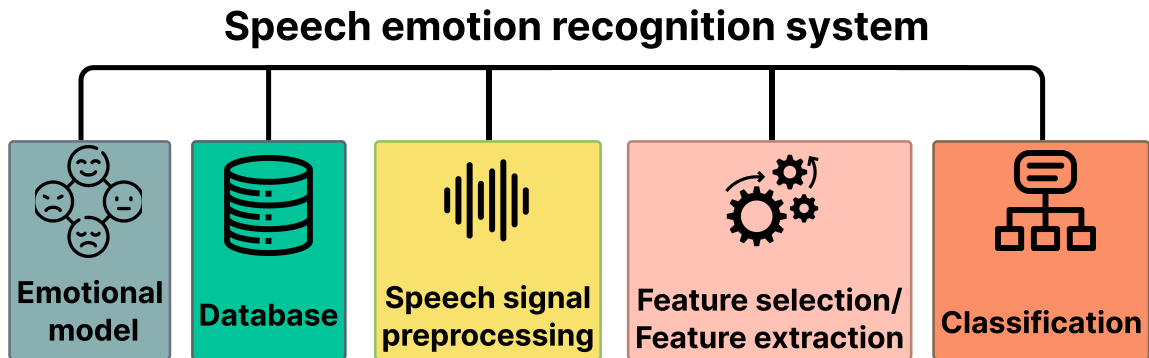 Speech emotion recognition system
Emotional
model
Database
Speech signal
preprocessing
Feature selection/
Feature extraction
Classification